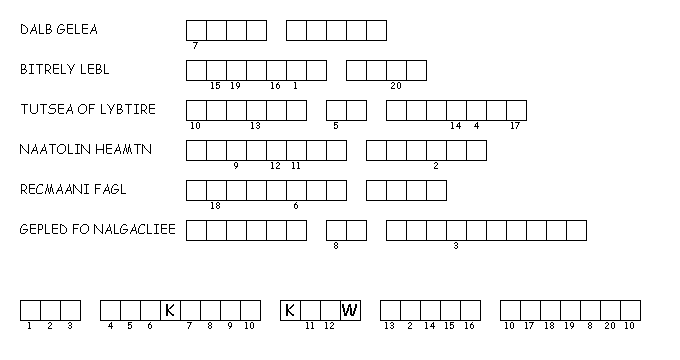 DALB GELEA
7
BITRELY LEBL
15 19 16 1 20
TUTSEA OF LYBTIRE
10 13 5 14 4 17
NAATOLIN HEAMTN
9 12 11 2
RECMAANI FAGL
18 6
GEPLED FO NALGACLIEE
8 3
K K W
1 2 3 4 5 6 7 8 9 10 11 12 13 2 14 15 16 10 17 18 19 8 20 10